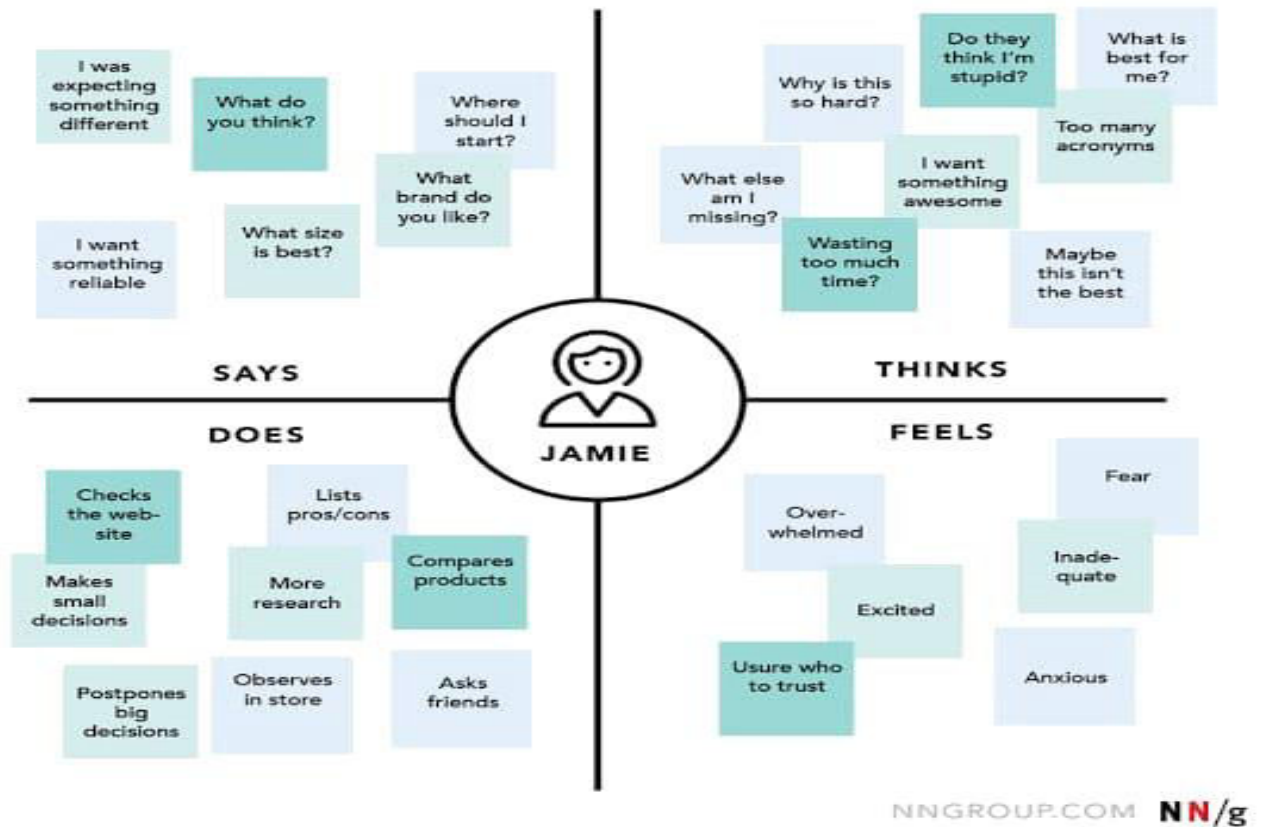 I was
expecting
something
different
What do
you think?
Where
should I
start?
What
brand do
you like?
I want
something
reliable
What size
is best?
SAYS
Why is this
so hard?
Do they
think I'm
stupid?
What is
best for
me?
Too many
acronyms
What else
am I
missing?
I want
something
awesome
Wasting
too much
time?
Maybe
this isn't
the best
THINKS
JAMIE
DOES
Checks
the web-
site
Lists
pros/cons
Makes
small
decisions
More
research
Compares
products
Postpones
big
decisions
Observes
in store
Asks
friends
FEELS
Over-
whelmed
Fear
Inade-
quate
Excited
Usure who
to trust
Anxious
NNGROUP.COM NN/g